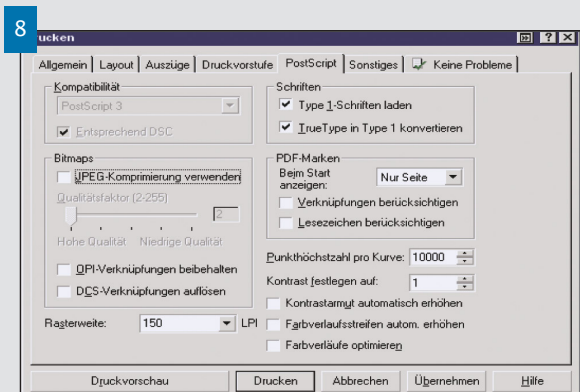 8
ucken
Allgemein Layout Auszüge Druckvorstufe PostScript Sonstiges Keine Probleme
Kompatibilität
PostScript 3
Entsprechend DSC
Bitmaps
JPEG-Komprimierung verwenden
Qualitätsfaktor (2-255)
2
Hohe Qualität Niedrige Qualität
OPI-Verknüpfungen beibehalten
DCS-Verknüpfungen auflösen
Rasterweite: 150 LPI
Schriften
Type 1-Schriften laden
TrueType in Type 1 konvertieren
PDF-Marken
Beim Start
anzeigen: Nur Seite
Verknüpfungen berücksichtigen
Lesezeichen berücksichtigen
Punkthöchstzahl pro Kurve: 10000
Kontrast festlegen auf: 1
Kontrastarmut automatisch erhöhen
Farbverlaufsstreifen autom. erhöhen
Farbverläufe optimieren
Druckvorschau Drucken Abbrechen Übernehmen Hilfe